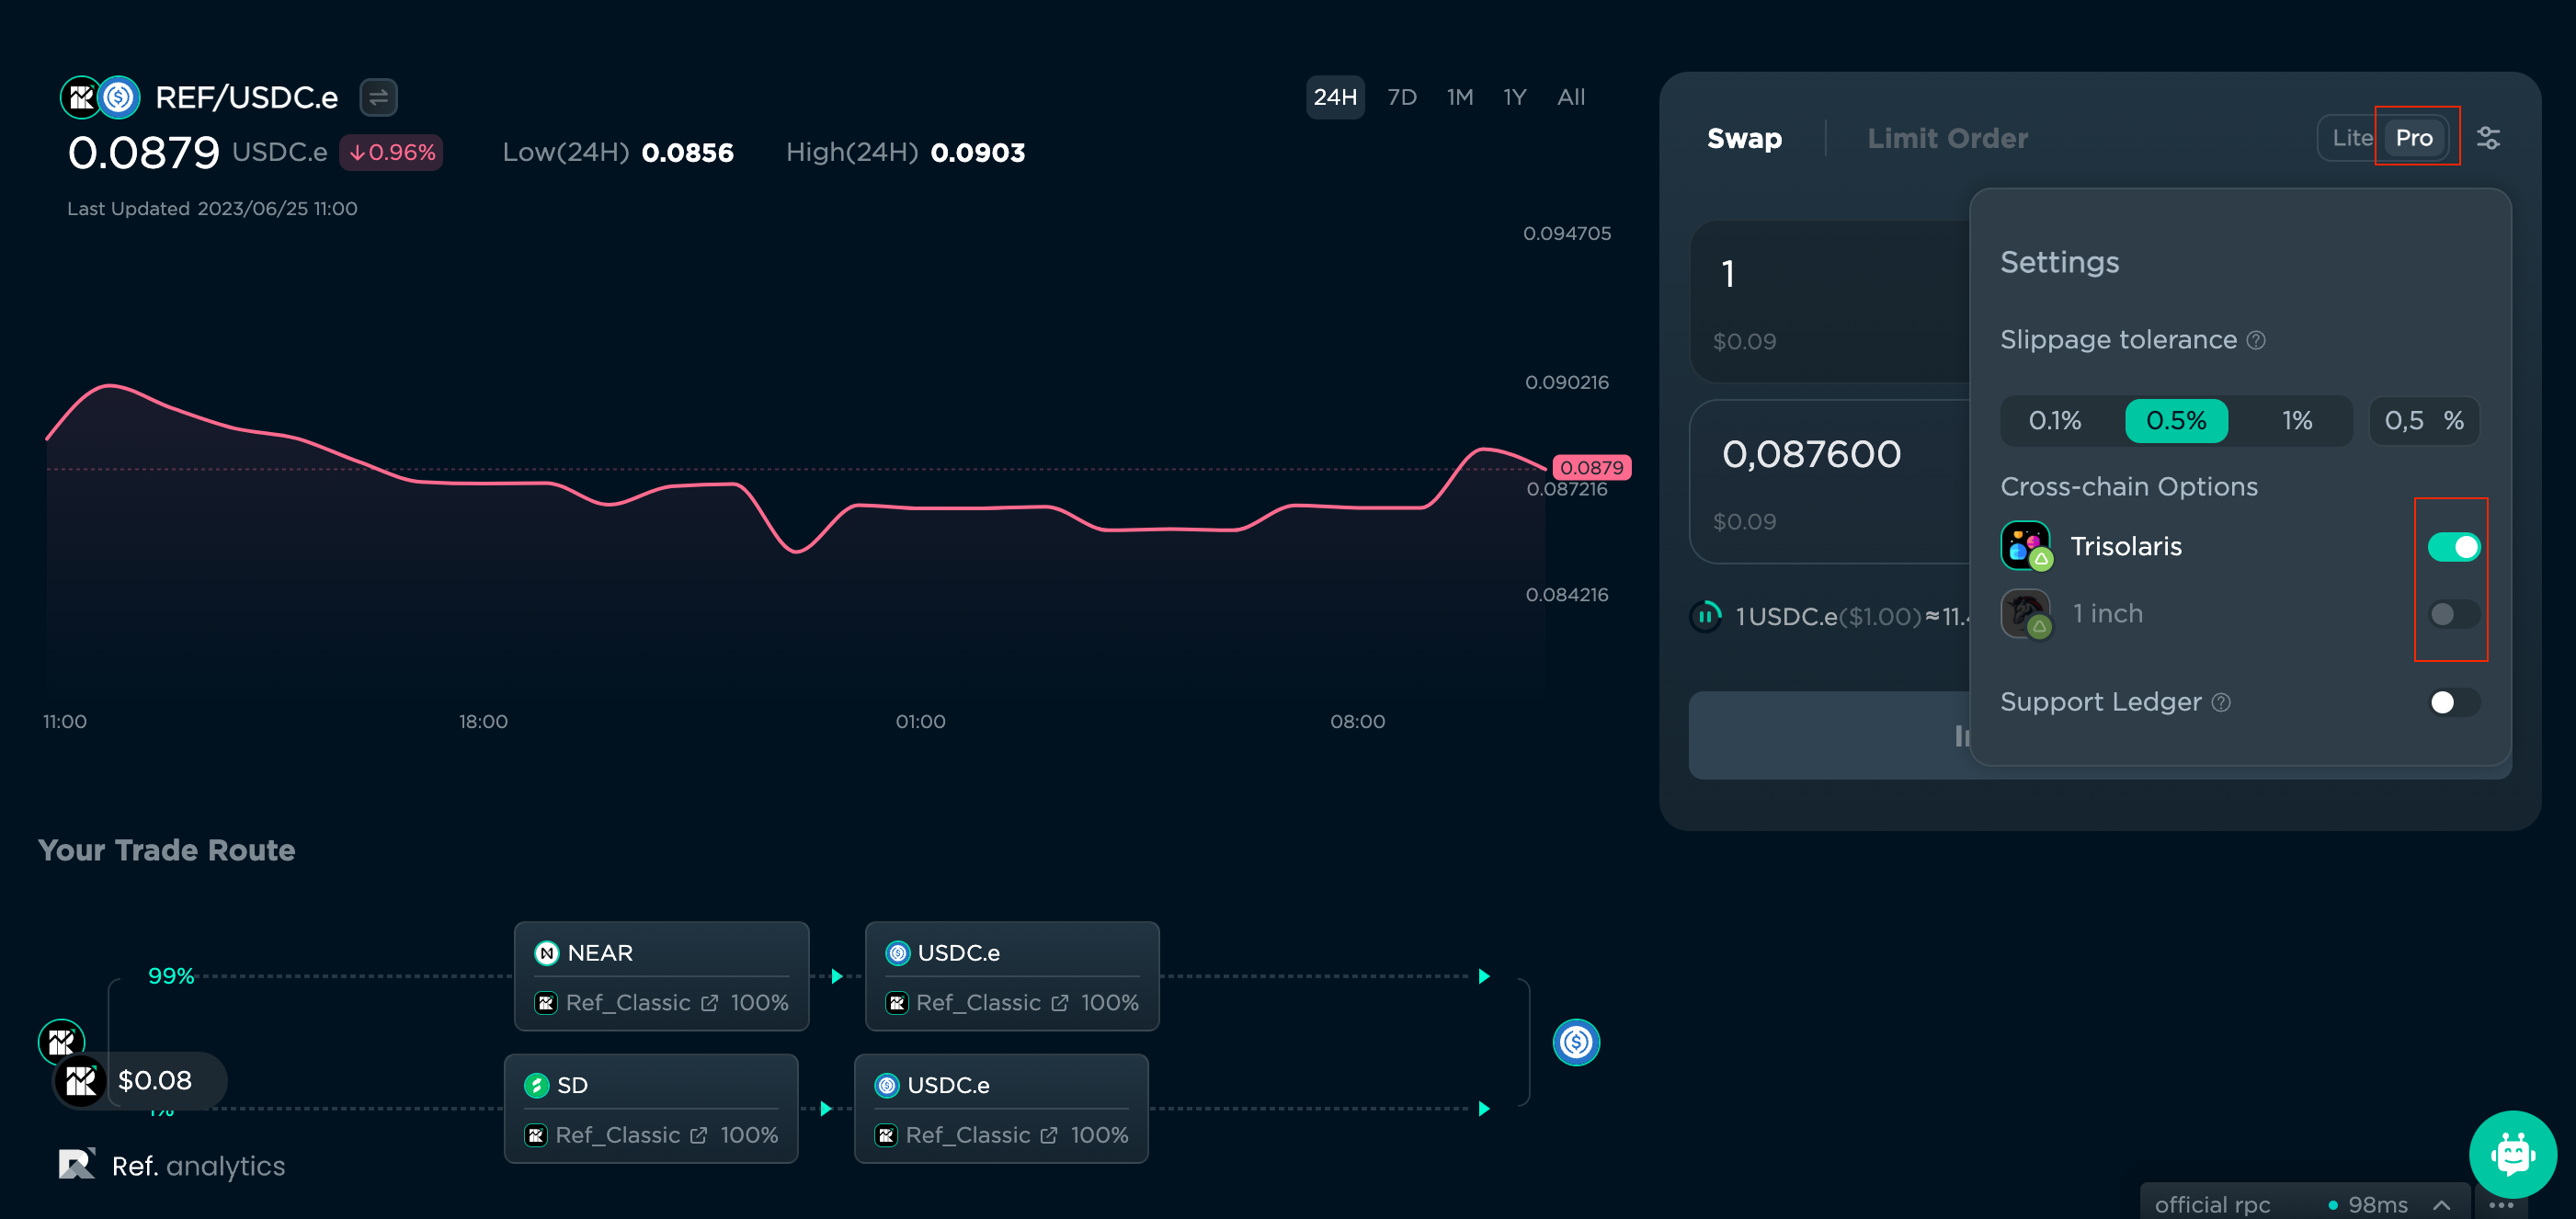 REF/USDC.e
0.0879 USDC.e ↓0.96% Low(24H) 0.0856 High(24H) 0.0903
Last Updated 2023/06/25 11:00
24H 7D 1M 1Y All
0.094705
0.090216
0.0879
0.087216
0.084216
11:00 18:00 01:00 08:00
Swap Limit Order Lite Pro
1
$0.09
0,087600
$0.09
1 USDC.e($1.00)≈11.
Settings
Slippage tolerance ?
0.1% 0.5% 1% 0,5 %
Cross-chain Options
Trisolaris
1 inch
Support Ledger ?
Your Trade Route
99%
NEAR
Ref_Classic 100%
USDC.e
Ref_Classic 100%
$0.08
1%
SD
Ref_Classic 100%
USDC.e
Ref_Classic 100%
Ref. analytics
official rpc 98ms